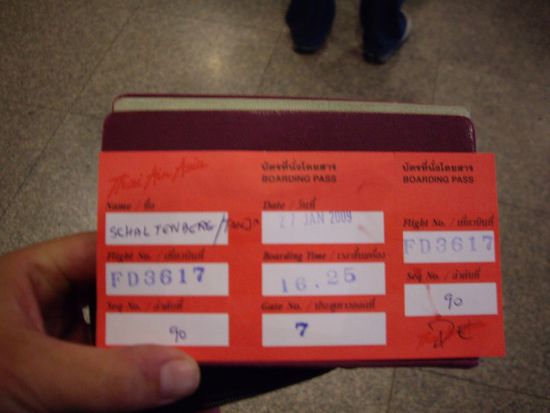 Thai Air Asia
บัตรที่นั่งโดยสาร
BOARDING PASS
Name / ชื่อ
SCHALTENBERG/TANJA
Date / วันที่
27 JAN 2009
Flight No. / เที่ยวบินที่
FD3617
Boarding Time / เวลาขึ้นเครื่อง
16.25
Seq No. / ลำดับที่
90
Gate No. / ประตูทางออกที่
7
บัตรที่นั่งโดยสาร
BOARDING PASS
Flight No. / เที่ยวบินที่
FD3617
Seq No. / ลำดับที่
90